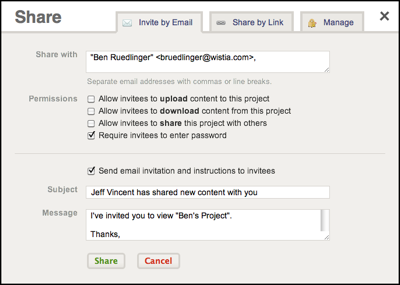 Share
Invite by Email
Share by Link
Manage
Share with
"Ben Ruedlinger" <bruedlinger@wistia.com>,
Separate email addresses with commas or line breaks.
Permissions
Allow invitees to upload content to this project
Allow invitees to download content from this project
Allow invitees to share this project with others
Require invitees to enter password
Send email invitation and instructions to invitees
Subject
Jeff Vincent has shared new content with you
Message
I've invited you to view "Ben's Project".
Thanks,
Share
Cancel